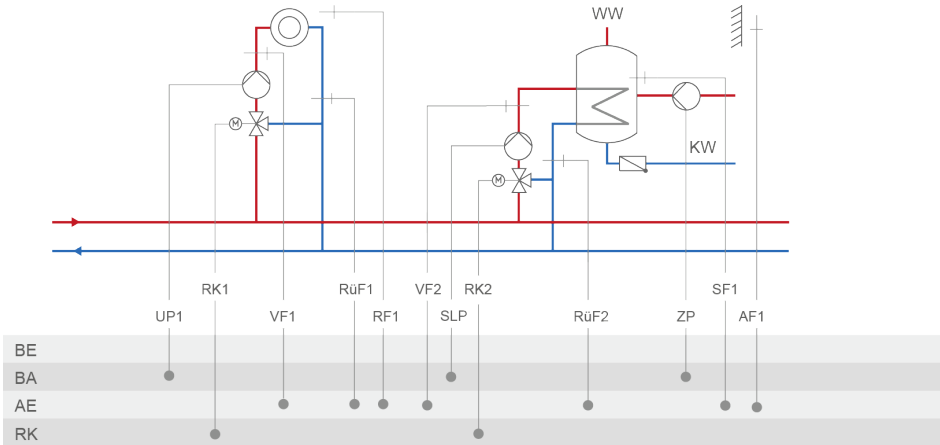 WW
M
KW
M
RK1 RüF1 VF2 RK2 SF1
UP1 VF1 RF1 SLP RüF2 ZP AF1
BE
BA
AE
RK